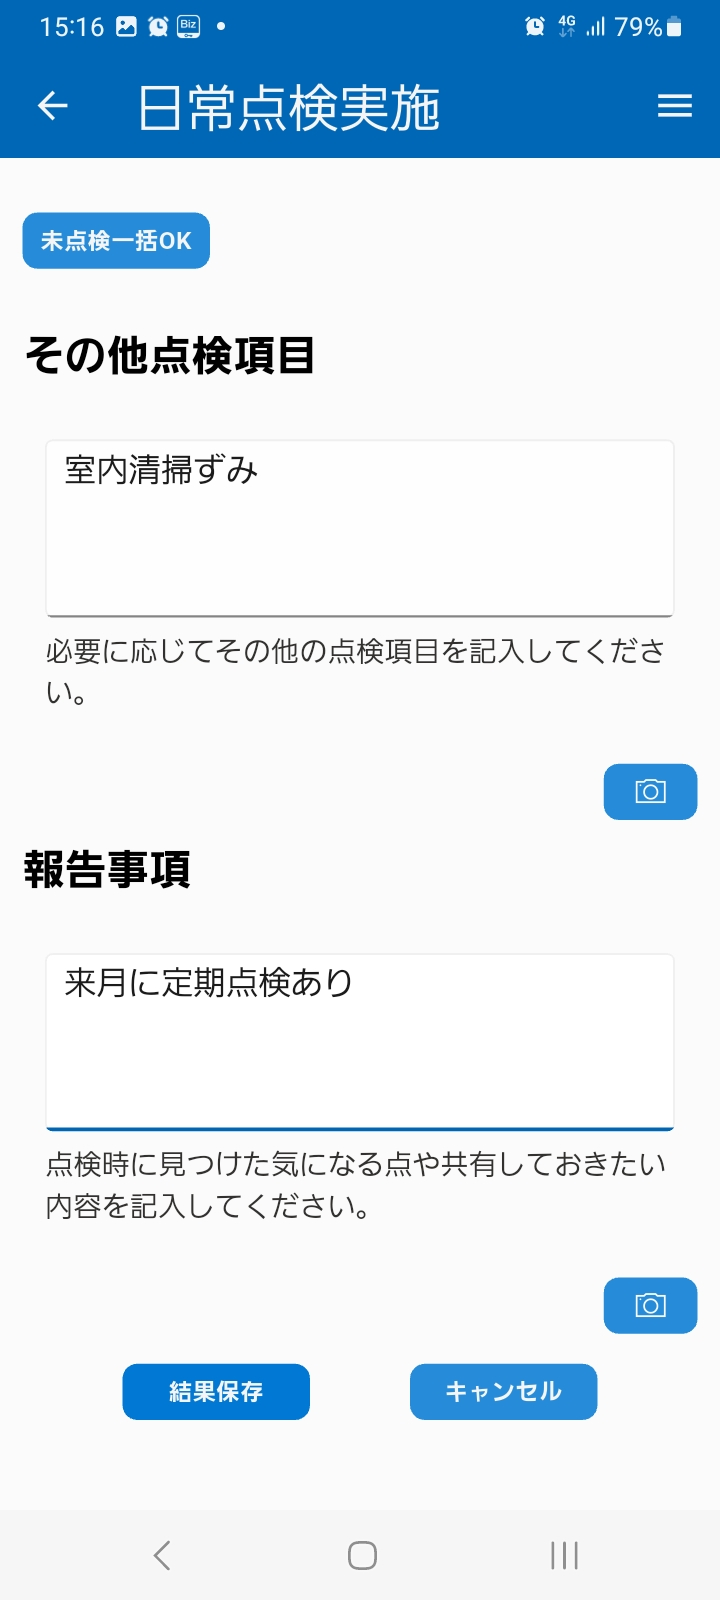 15:16 Biz 4G 79%
日常点検実施
未点検一括OK
その他点検項目
室内清掃ずみ
必要に応じてその他の点検項目を記入してくださ
い。
報告事項
来月に定期点検あり
点検時に見つけた気になる点や共有しておきたい
内容を記入してください。
結果保存 キャンセル